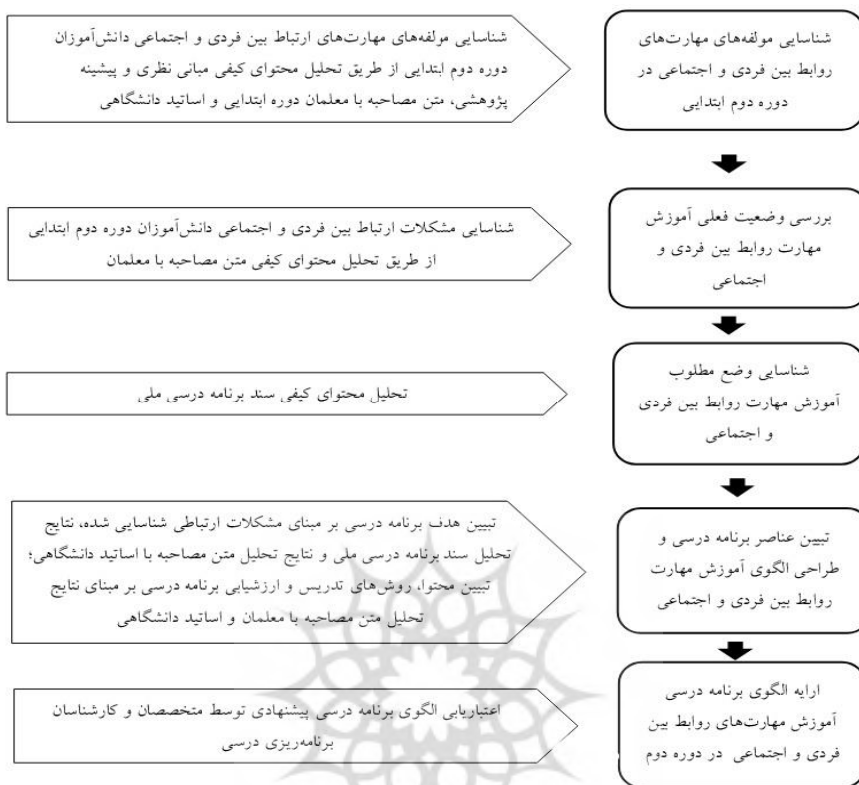 شناسایی مولفه‌های مهارت‌های
روابط بین فردی و اجتماعی در
دوره دوم ابتدایی
شناسایی مولفه‌های مهارت‌های ارتباط بین فردی و اجتماعی دانش‌آموزان
دوره دوم ابتدایی از طریق تحلیل محتوای کیفی مبانی نظری و پیشینه
پژوهشی، متن مصاحبه با معلمان دوره ابتدایی و اساتید دانشگاهی
بررسی وضعیت فعلی آموزش
مهارت روابط بین فردی و
اجتماعی
شناسایی مشکلات ارتباط بین فردی و اجتماعی دانش‌آموزان دوره دوم ابتدایی
از طریق تحلیل محتوای کیفی متن مصاحبه با معلمان
شناسایی وضع مطلوب
آموزش مهارت روابط بین فردی
و اجتماعی
تحلیل محتوای کیفی سند برنامه درسی ملی
تبیین عناصر برنامه درسی و
طراحی الگوی آموزش مهارت
روابط بین فردی و اجتماعی
تبیین هدف برنامه درسی بر مبنای مشکلات ارتباطی شناسایی شده، نتایج
تحلیل سند برنامه درسی ملی و نتایج تحلیل متن مصاحبه با اساتید دانشگاهی؛
تبیین محتوا، روش‌های تدریس و ارزشیابی برنامه درسی بر مبنای نتایج
تحلیل متن مصاحبه با معلمان و اساتید دانشگاهی
ارایه الگوی برنامه درسی
آموزش مهارت‌های روابط بین
فردی و اجتماعی در دوره دوم
اعتباریابی الگوی برنامه درسی پیشنهادی توسط متخصصان و کارشناسان
برنامه‌ریزی درسی